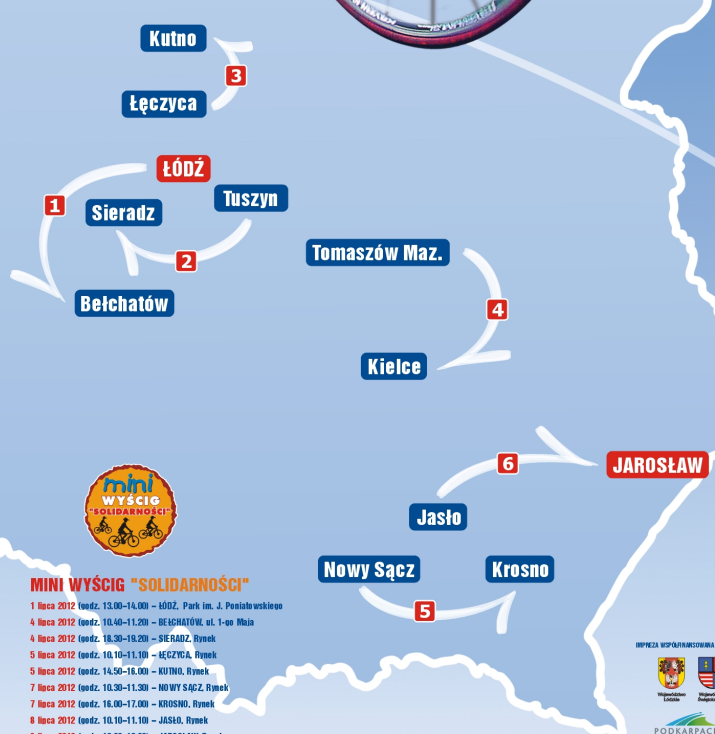 Kutno
3
Łęczyca
ŁÓDŹ
1
Sieradz
Tuszyn
2
Tomaszów Maz.
Bełchatów
4
Kielce
6
JAROSŁAW
Jasło
Nowy Sącz
Krosno
5
mini
WYŚCIG
"SOLIDARNOŚCI"
MINI WYŚCIG "SOLIDARNOŚCI"
1 lipca 2012 (godz. 13.00-14.00) – ŁÓDŹ, Park im. J. Poniatowskiego
4 lipca 2012 (godz. 10.40-11.20) – BEŁCHATÓW, ul. 1-go Maja
4 lipca 2012 (godz. 18.30-19.20) – SIERADZ, Rynek
5 lipca 2012 (godz. 10.10-11.10) – ŁĘCZYCA, Rynek
5 lipca 2012 (godz. 14.50-16.00) – KUTNO, Rynek
7 lipca 2012 (godz. 10.30-11.30) – NOWY SĄCZ, Rynek
7 lipca 2012 (godz. 16.00-17.00) – KROSNO, Rynek
8 lipca 2012 (godz. 10.10-11.10) – JASŁO, Rynek
IMPREZA WSPÓŁFINANSOWANA
Województwo
Łódzkie
PODKARPAC